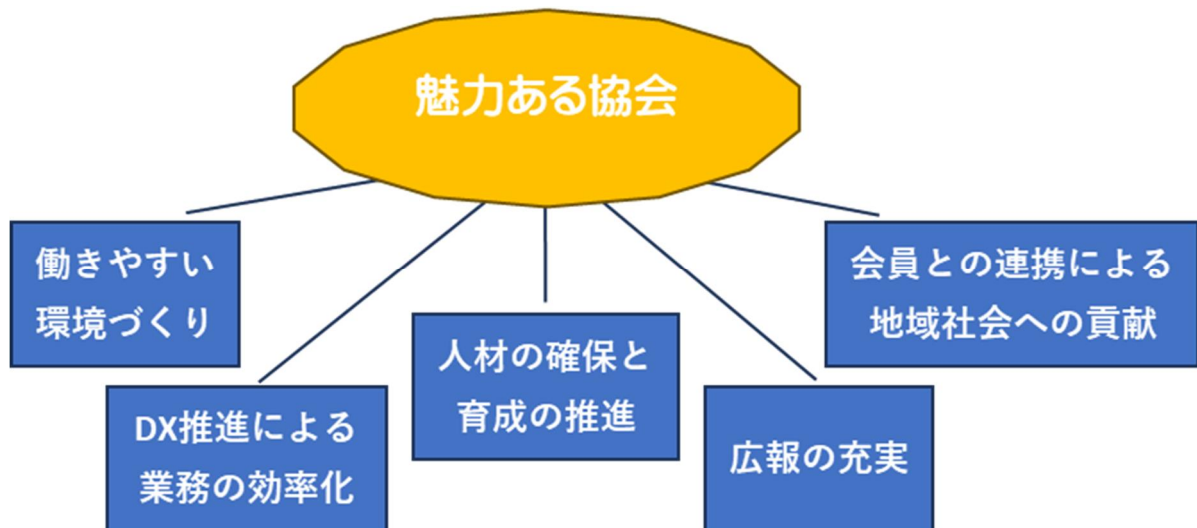 魅力ある協会
働きやすい
環境づくり
DX推進による
業務の効率化
人材の確保と
育成の推進
広報の充実
会員との連携による
地域社会への貢献